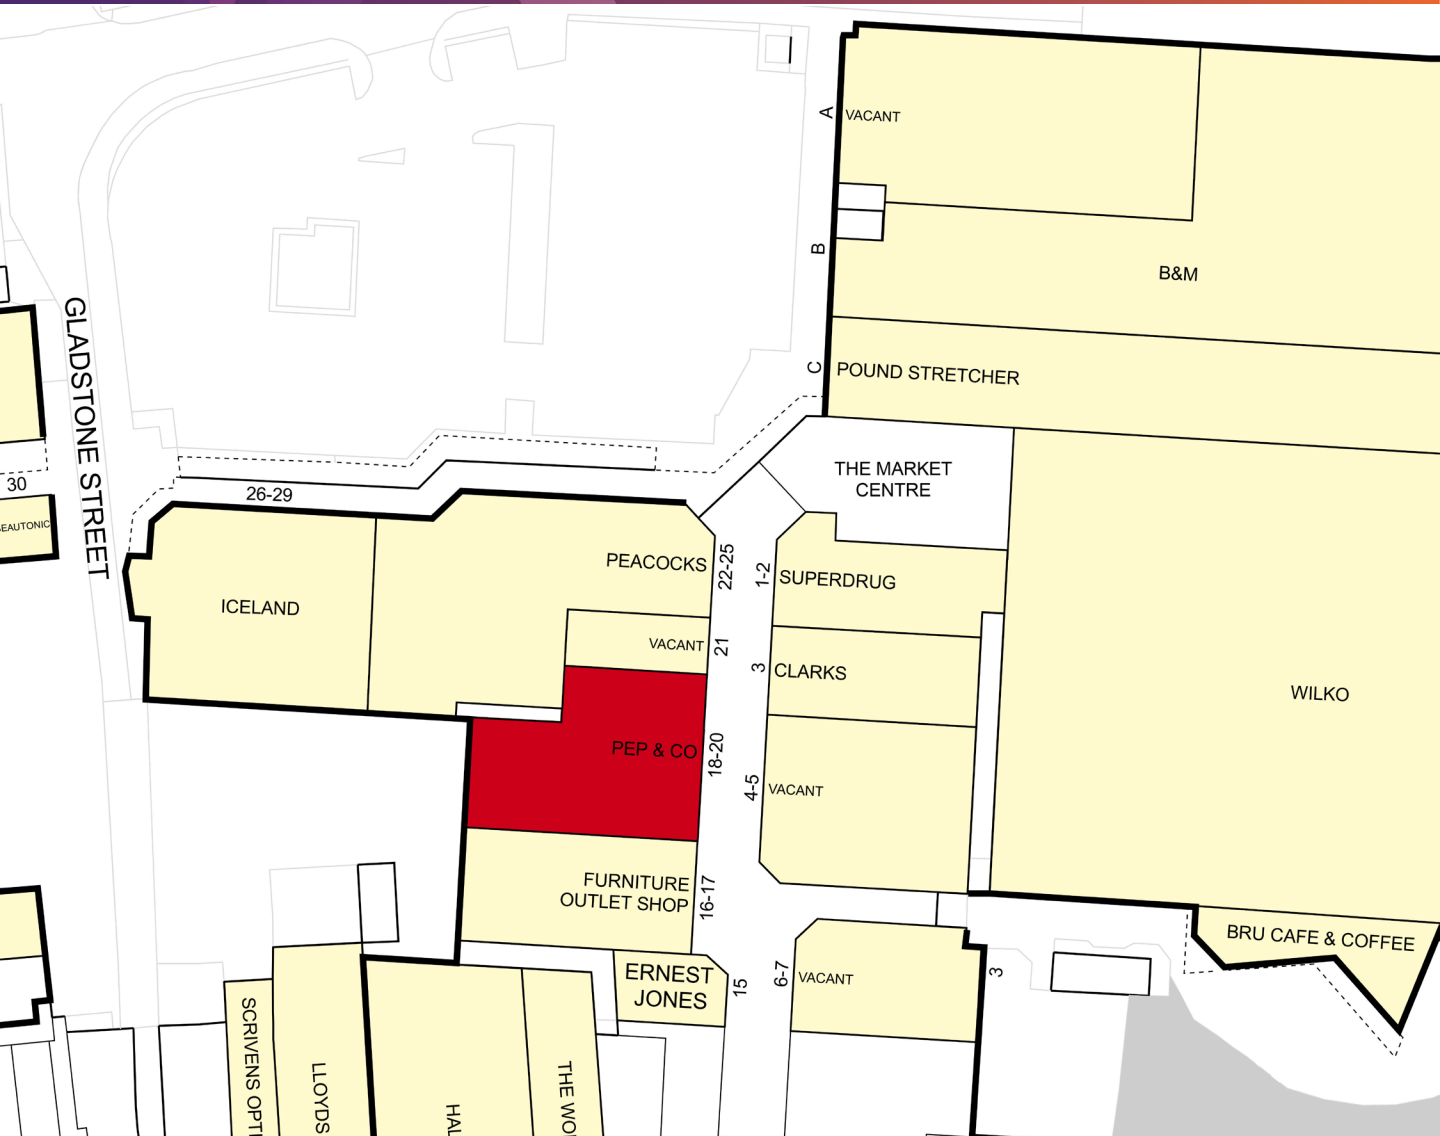 A
VACANT
B
B&M
GLADSTONE STREET
C
POUND STRETCHER
THE MARKET
CENTRE
30
26-29
PEACOCKS
22-25
1-2
SUPERDRUG
ICELAND
VACANT
21
3
CLARKS
WILKO
PEP & CO
18-20
4-5
VACANT
FURNITURE
OUTLET SHOP
16-17
BRU CAFE & COFFEE
ERNEST
JONES
15
6-7
VACANT
3
LLOYDS